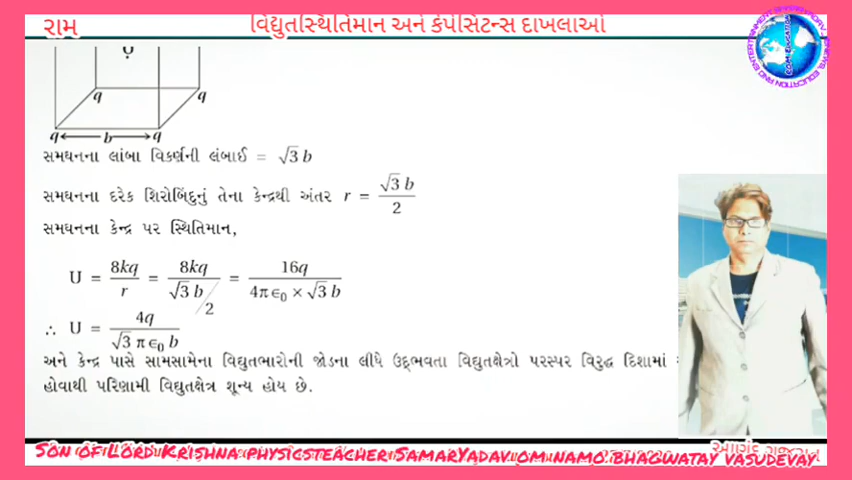 રામ
વિદ્યુતસ્થિતિમાન અને કેપેસિટન્સ દાખલાઓ
q q
q b q
સમઘનના લાંબા વિકર્ણની લંબાઈ = √3 b
સમઘનના દરેક શિરોબિંદુનું તેના કેન્દ્રથી અંતર r = √3 b / 2
સમઘનના કેન્દ્ર પર સ્થિતિમાન,
U = 8kq / r = 8kq / √3 b / 2 = 16q / 4π∈₀ × √3 b
∴ U = 4q / √3 π∈₀ b
અને કેન્દ્ર પાસે સામસામેના વિદ્યુતભારોની જોડના લીધે ઉદ્ભવતા વિદ્યુતક્ષેત્રો પરસ્પર વિરુદ્ધ દિશામાં
હોવાથી પરિણામી વિદ્યુતક્ષેત્ર શૂન્ય હોય છે.
Son of Lord Krishna physicsteacher SamarYadav om namo bhagwatay vasudevay